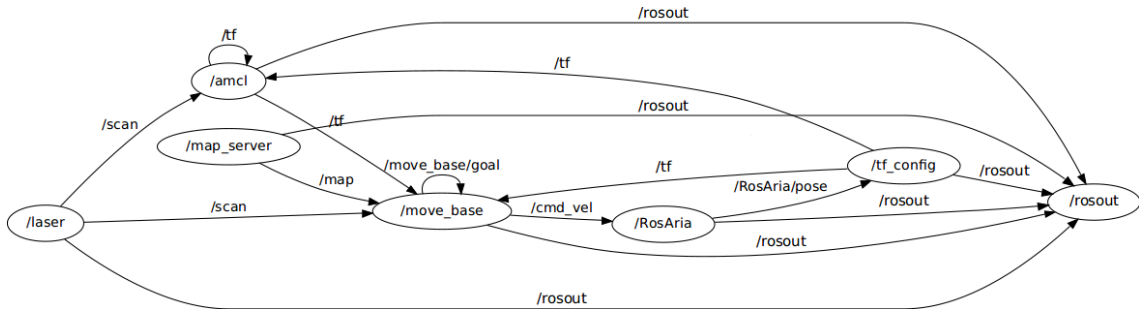 /rosout
/tf
/tf
/amcl
/rosout
/scan
/tf
/map_server
/move_base/goal
/tf
/tf_config
/rosout
/map
/RosAria/pose
/rosout
/rosout
/scan
/move_base
/cmd_vel
/laser
/RosAria
/rosout
/rosout